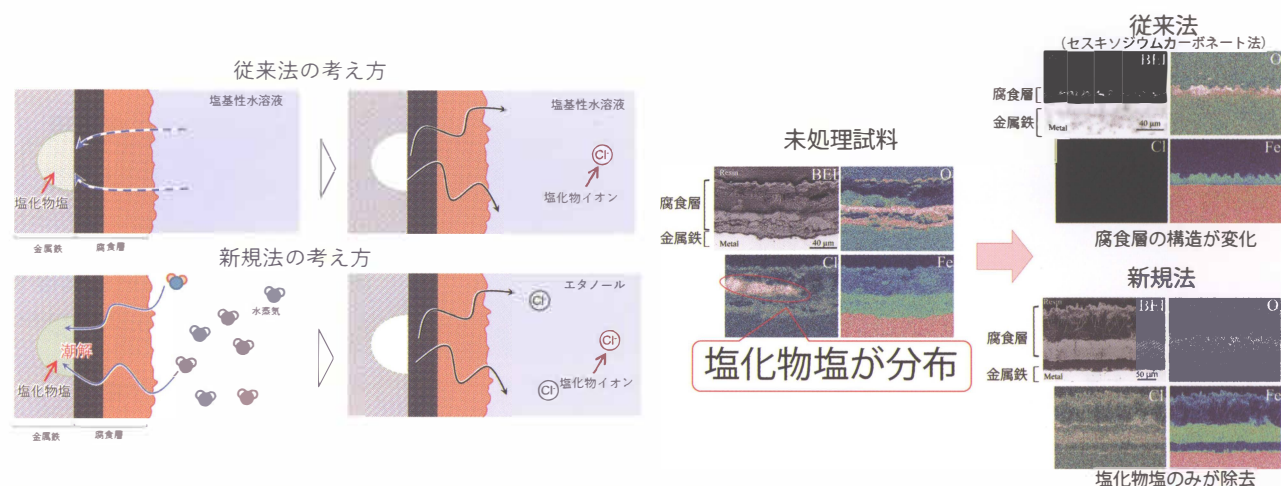 従来法の考え方
塩基性水溶液
塩化物塩
金属鉄
腐食層
塩基性水溶液
Cl-
塩化物イオン
新規法の考え方
水蒸気
潮解
塩化物塩
金属鉄
腐食層
エタノール
Cl-
Cl-
塩化物イオン
Cl-
未処理試料
腐食層
金属鉄
Resin
BEI
Metal
40 µm
O
Cl
Fe
塩化物塩が分布
従来法
(セスキソジウムカーボネート法)
腐食層
金属鉄
BEI
Metal
40 µm
O
Cl
Fe
腐食層の構造が変化
新規法
腐食層
金属鉄
Resin
BEI
Metal
50 µm
O
Cl
Fe
塩化物塩のみが除去